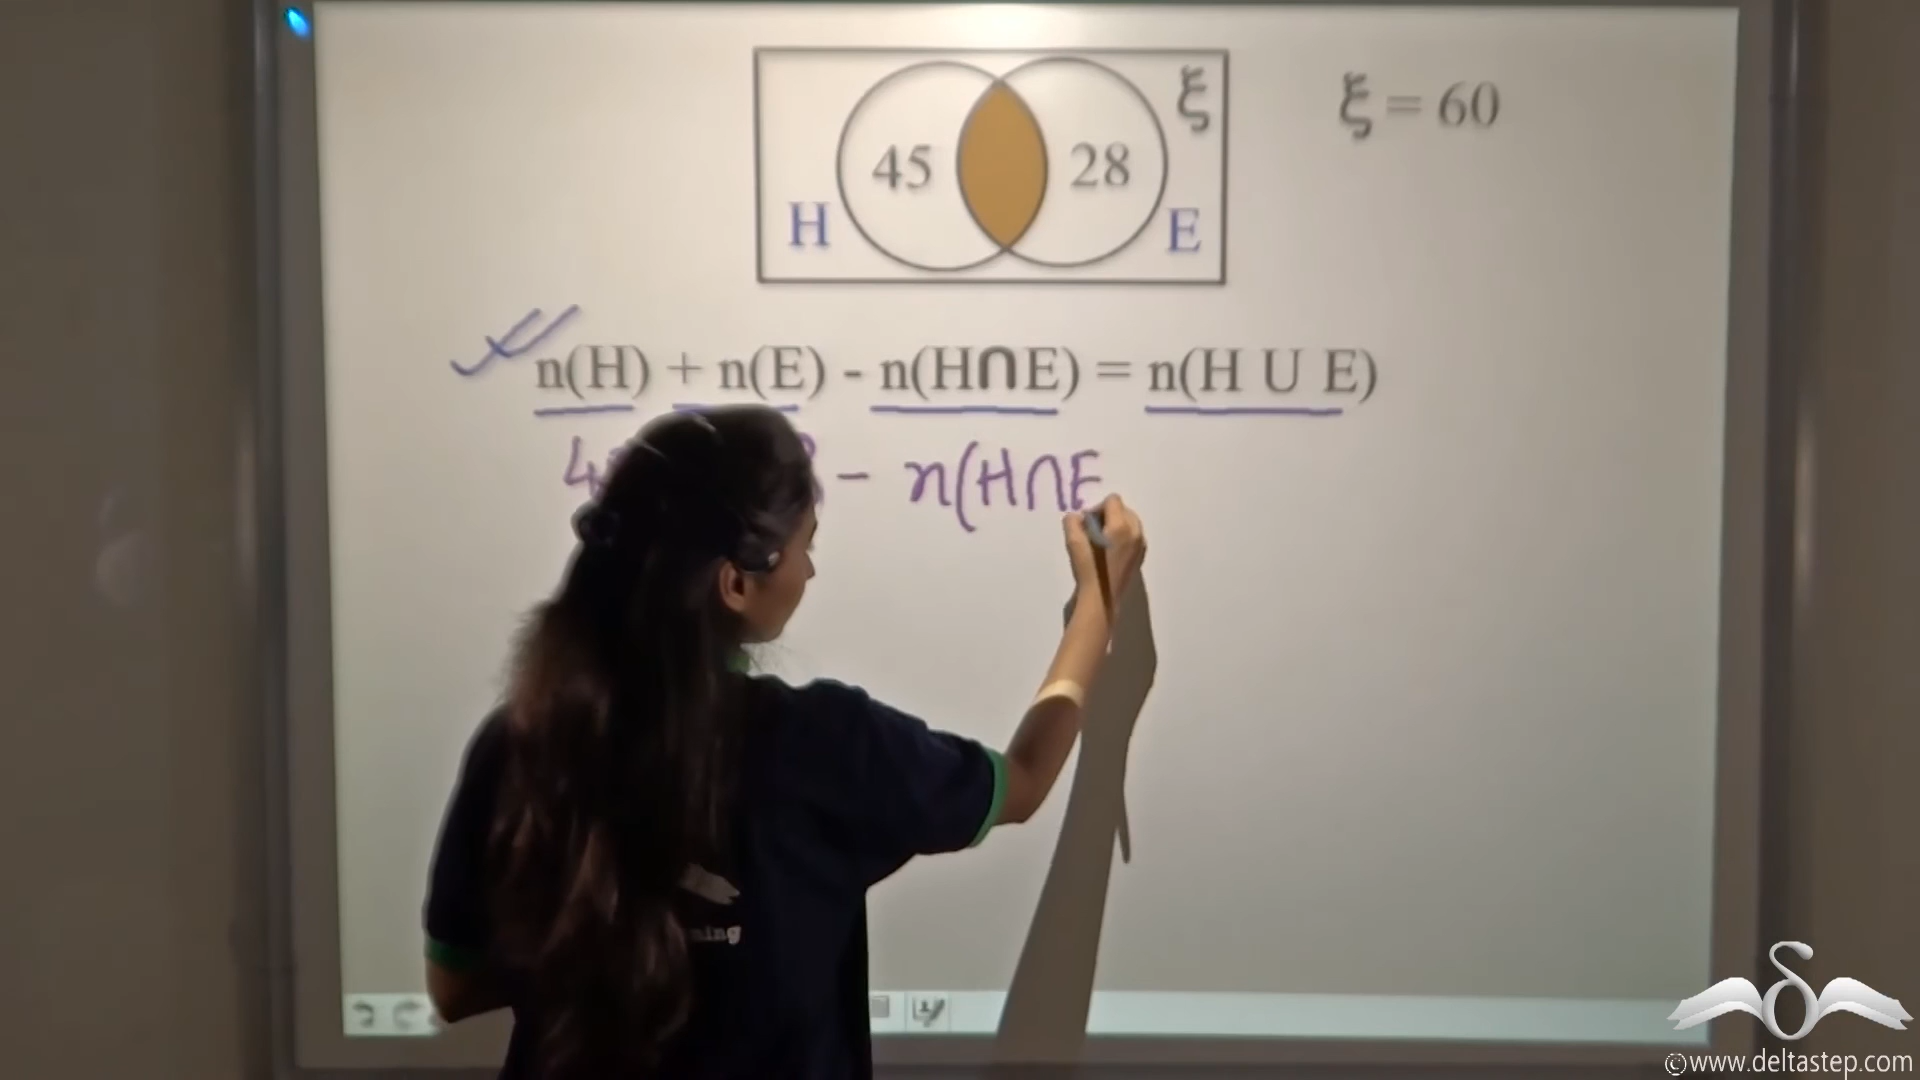 ξ
ξ = 60
45
28
H
E
n(H) + n(E) - n(H∩E) = n(H U E)
- n(H∩E
©www.deltastep.com